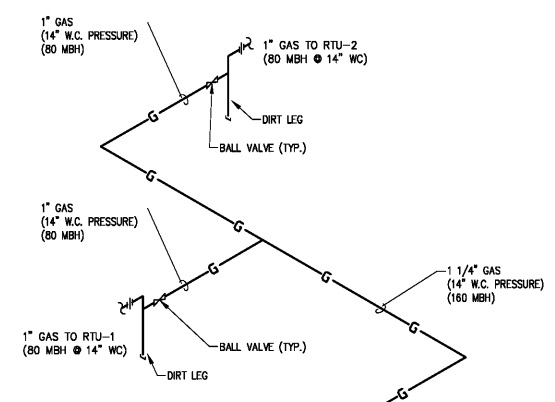 1" GAS
(14" W.C. PRESSURE)
(80 MBH)
1" GAS TO RTU-2
(80 MBH @ 14" WC)
G
DIRT LEG
BALL VALVE (TYP.)
G
1" GAS
(14" W.C. PRESSURE)
(80 MBH)
G
G
G
1 1/4" GAS
(14" W.C. PRESSURE)
(160 MBH)
G
1" GAS TO RTU-1
(80 MBH @ 14" WC)
BALL VALVE (TYP.)
DIRT LEG
G